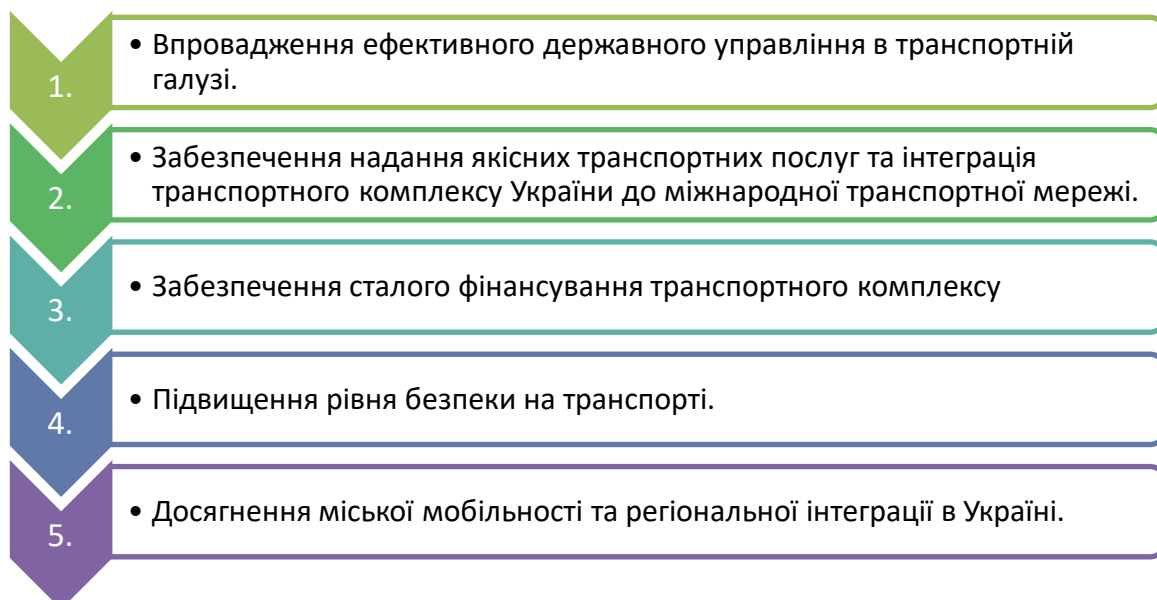 1.
• Впровадження ефективного державного управління в транспортній
галузі.
2.
• Забезпечення надання якісних транспортних послуг та інтеграція
транспортного комплексу України до міжнародної транспортної мережі.
3.
• Забезпечення сталого фінансування транспортного комплексу
4.
• Підвищення рівня безпеки на транспорті.
5.
• Досягнення міської мобільності та регіональної інтеграції в Україні.